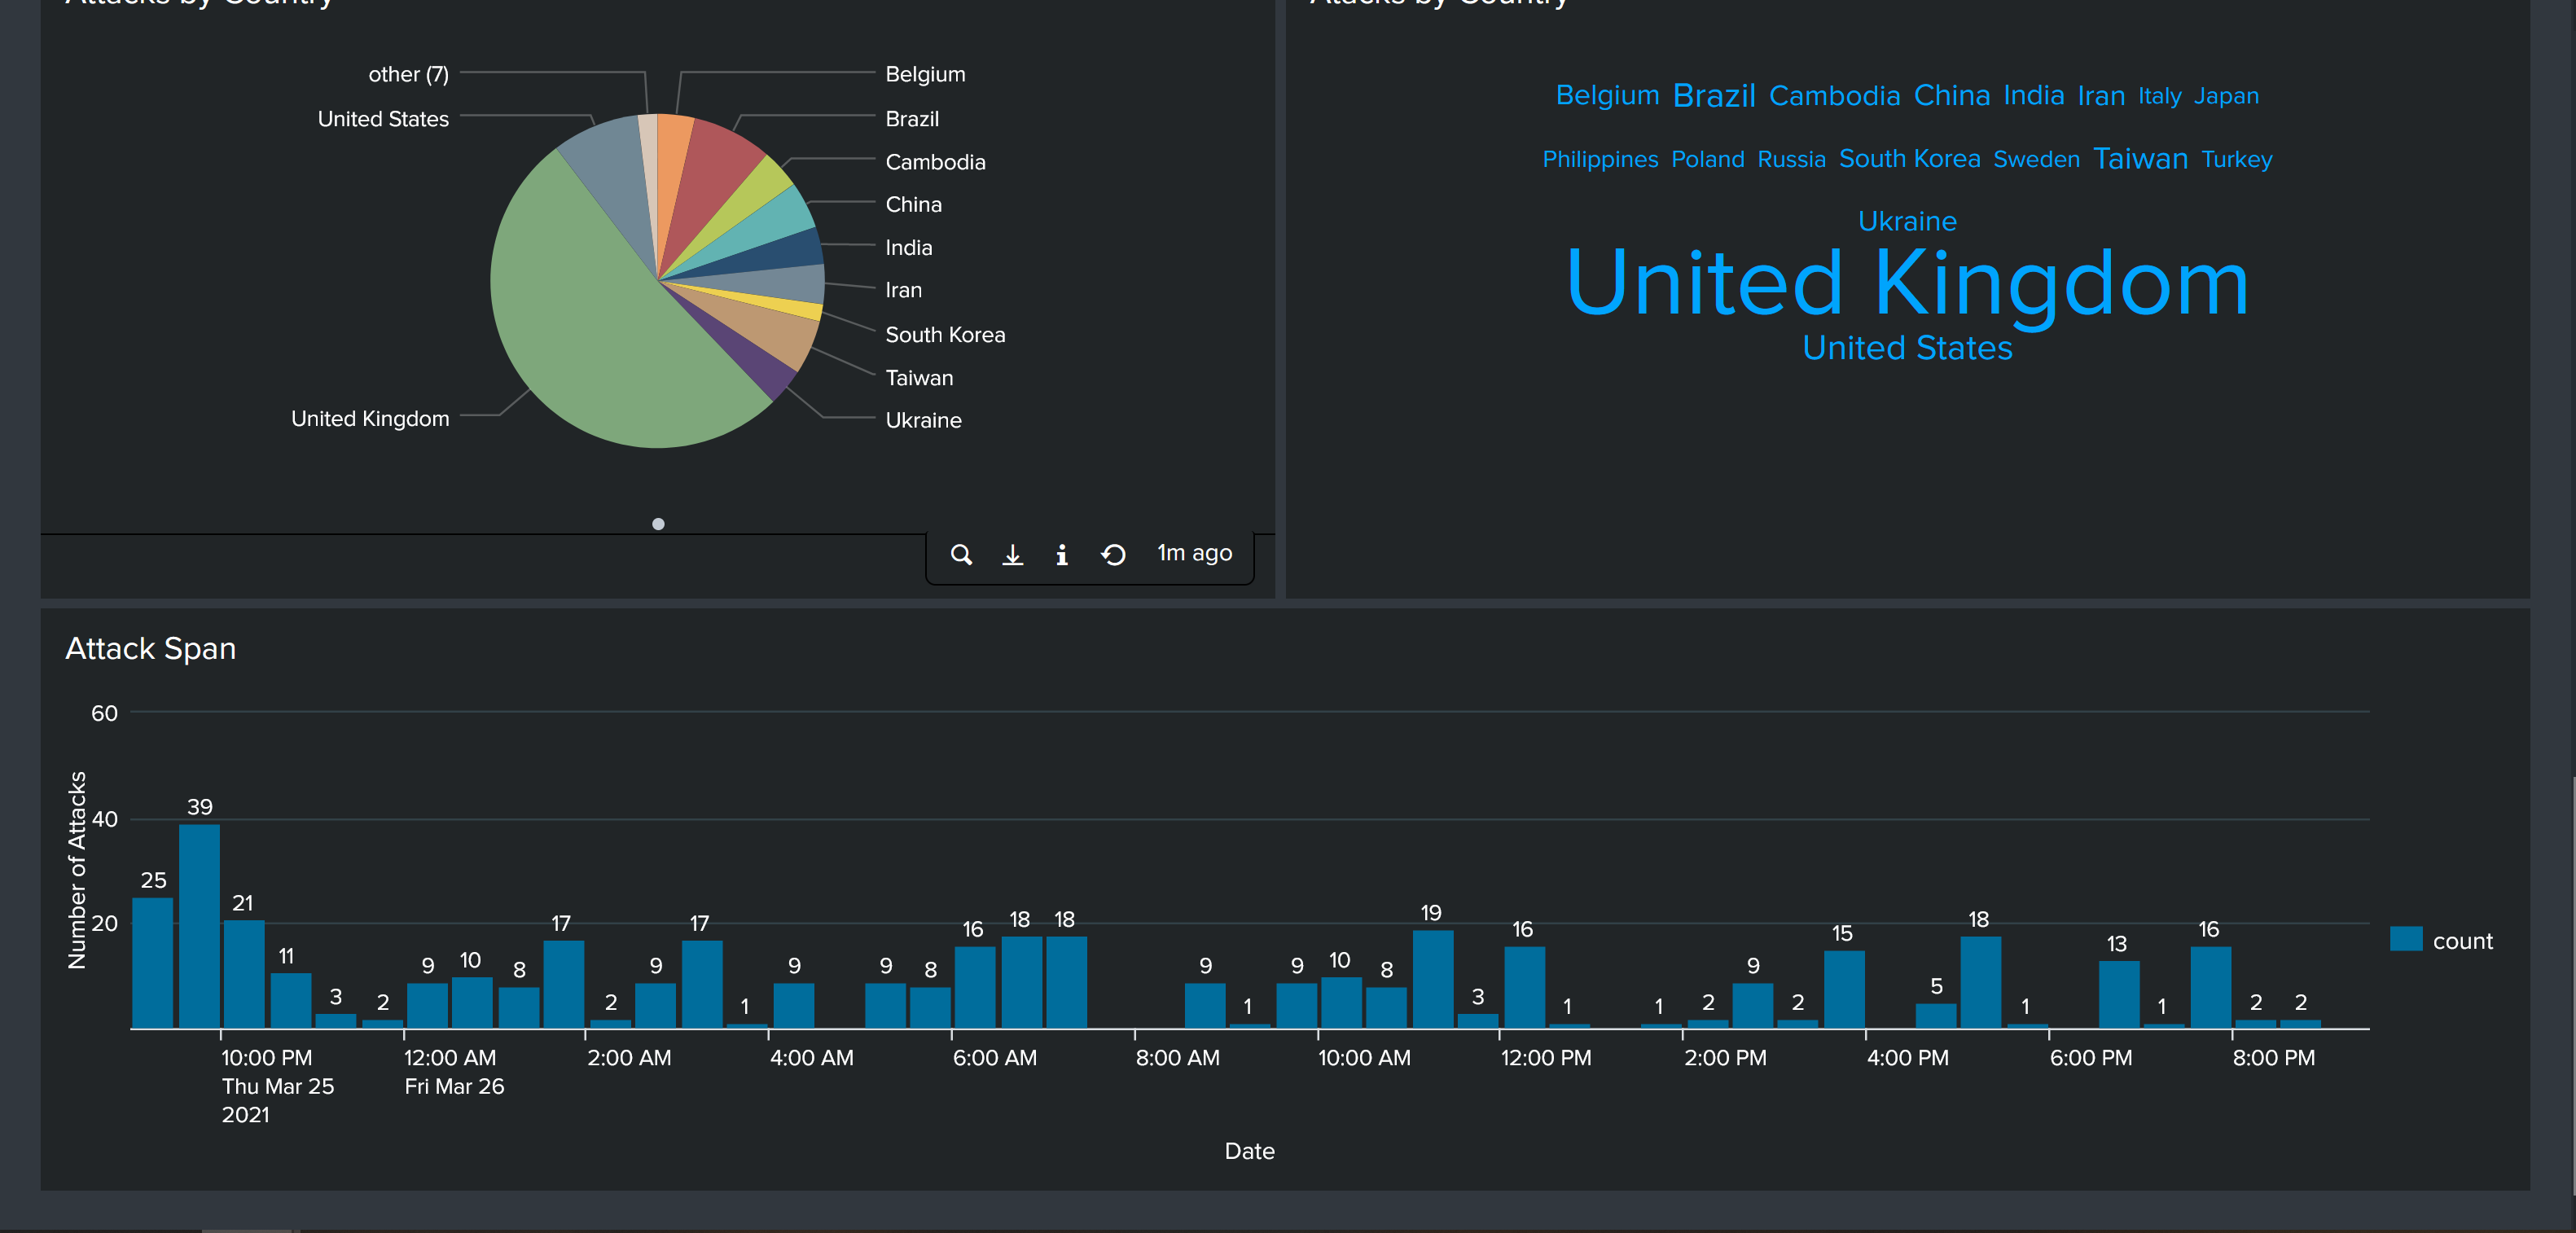 Attacks by Country
other (7)
Belgium
United States
Brazil
Cambodia
China
India
Iran
South Korea
Taiwan
United Kingdom
Ukraine
1m ago
Atacks by Country
Belgium Brazil Cambodia China India Iran Italy Japan
Philippines Poland Russia South Korea Sweden Taiwan Turkey
Ukraine
United Kingdom
United States
Attack Span
Number of Attacks
60
40
20
25 39 21 11 3 2 9 10 8 17 2 9 17 1 9 9 8 16 18 18 9 1 9 10 8 19 3 16 1 1 2 9 2 15 5 18 1 13 1 16 2 2
count
10:00 PM 12:00 AM 2:00 AM 4:00 AM 6:00 AM 8:00 AM 10:00 AM 12:00 PM 2:00 PM 4:00 PM 6:00 PM 8:00 PM
Thu Mar 25 Fri Mar 26
2021
Date